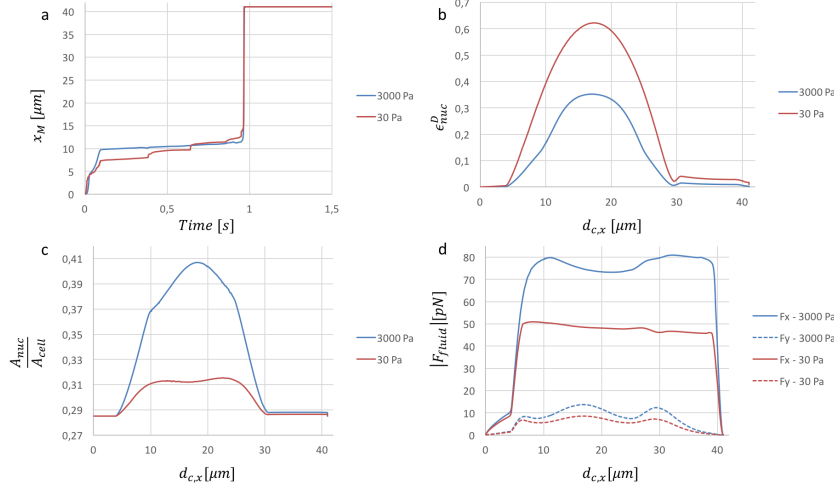 a
40
35
30
25
20
15
10
5
0
x_M [μm]
0
0,5
1
1,5
Time [s]
3000 Pa
30 Pa
b
0,7
0,6
0,5
0,4
0,3
0,2
0,1
0
ϵ^D_nuc
0
10
20
30
40
d_c,x [μm]
3000 Pa
30 Pa
c
0,41
0,39
0,37
0,35
0,33
0,31
0,29
0,27
A_nuc
A_cell
0
10
20
30
40
d_c,x[μm]
3000 Pa
30 Pa
d
80
70
60
50
40
30
20
10
0
|F_fluid|[pN]
0
10
20
30
40
d_c,x [μm]
Fx - 3000 Pa
Fy - 3000 Pa
Fx - 30 Pa
Fy - 30 Pa